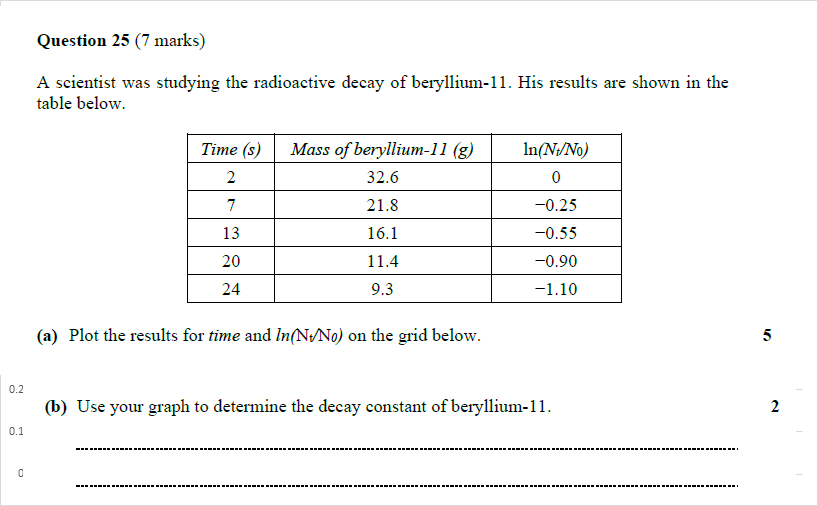 Question 25 (7 marks)
A scientist was studying the radioactive decay of beryllium-11. His results are shown in the
table below.
Time (s) Mass of beryllium-11 (g) ln(Nt/N0)
2 32.6 0
7 21.8 −0.25
13 16.1 −0.55
20 11.4 −0.90
24 9.3 −1.10
(a) Plot the results for time and ln(Nt/N0) on the grid below. 5
0.2
(b) Use your graph to determine the decay constant of beryllium-11. 2
0.1
0